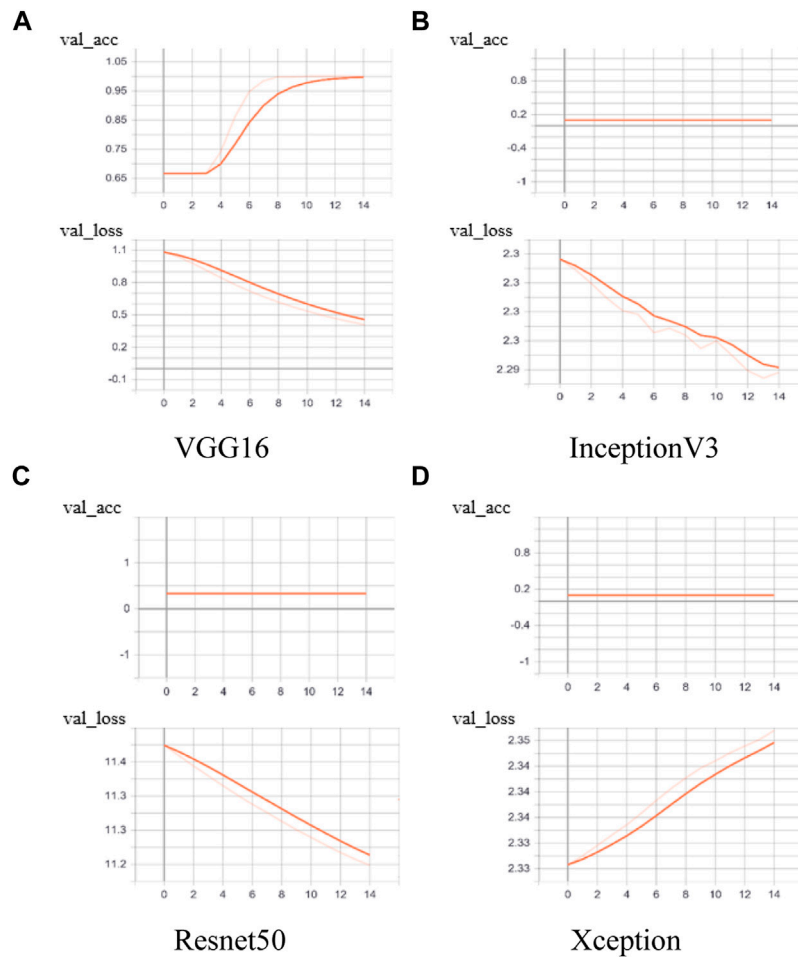 A
val_acc
1.05
0.95
0.85
0.75
0.65
0 2 4 6 8 10 12 14
val_loss
1.1
0.8
0.5
0.2
-0.1
0 2 4 6 8 10 12 14
VGG16
B
val_acc
0.8
0.2
-0.4
-1
0 2 4 6 8 10 12 14
val_loss
2.3
2.3
2.3
2.3
2.29
0 2 4 6 8 10 12 14
InceptionV3
C
val_acc
1
0
-1
0 2 4 6 8 10 12 14
val_loss
11.4
11.3
11.3
11.2
0 2 4 6 8 10 12 14
Resnet50
D
val_acc
0.8
0.2
-0.4
-1
0 2 4 6 8 10 12 14
val_loss
2.35
2.34
2.34
2.33
2.33
0 2 4 6 8 10 12 14
Xception